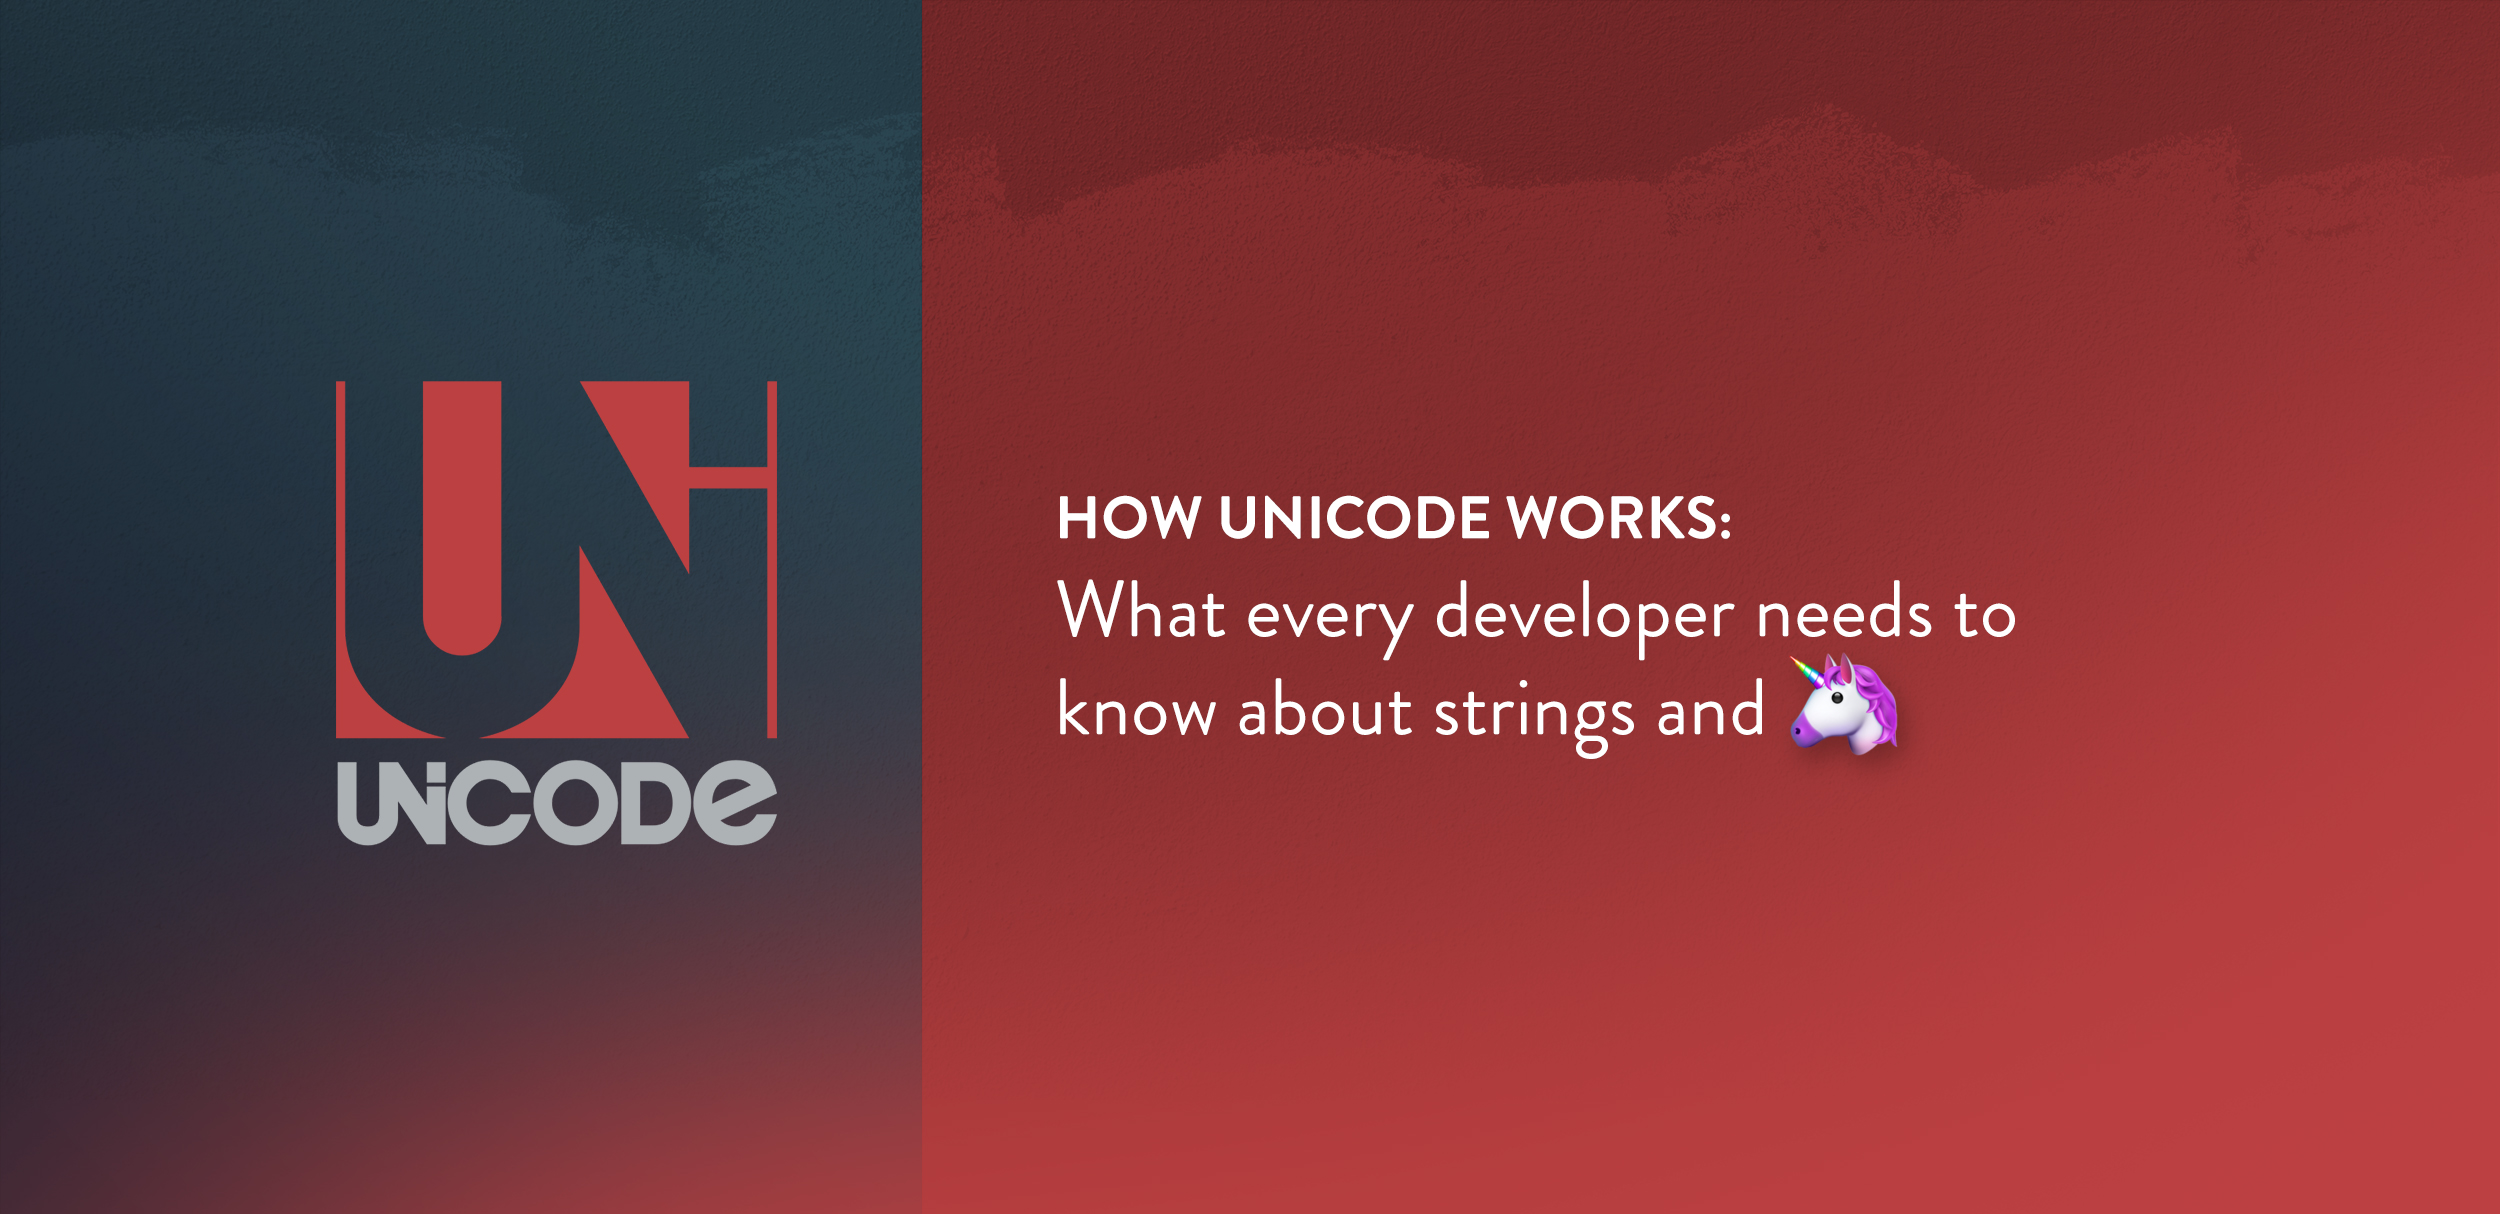 UNiCODe
HOW UNICODE WORKS:
What every developer needs to
know about strings and 🦄